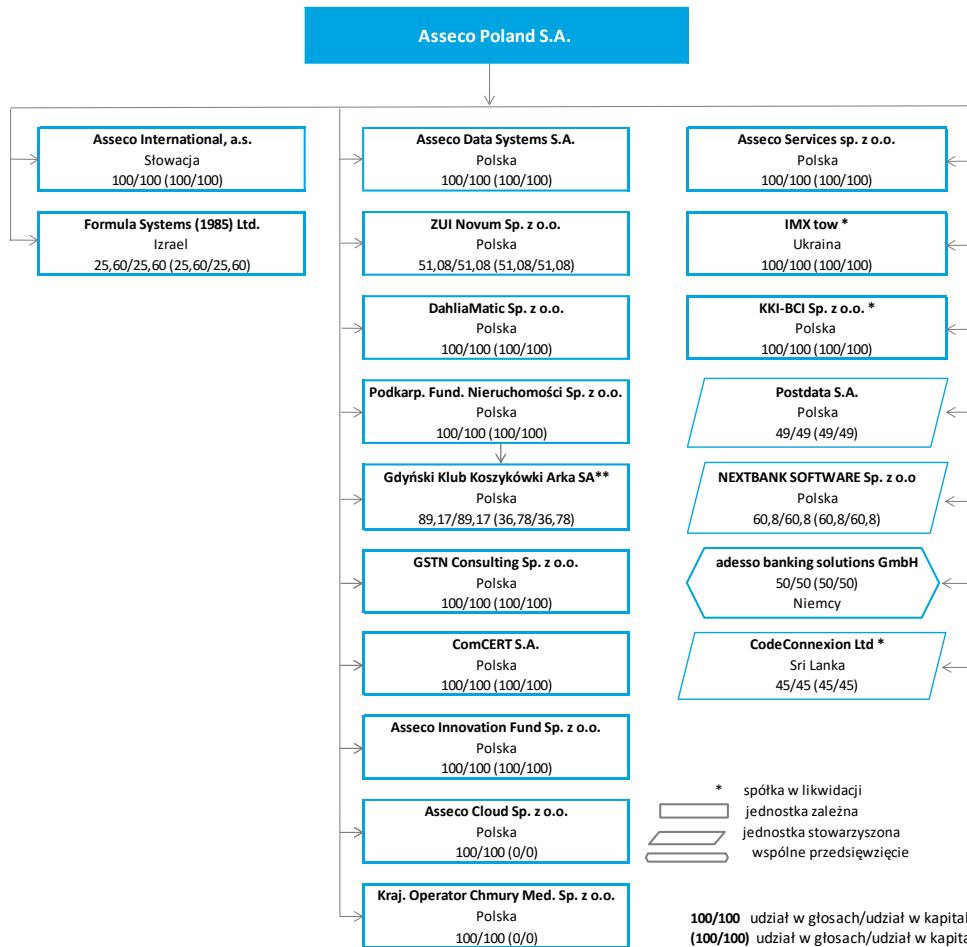 Asseco Poland S.A.
Asseco International, a.s.
Słowacja
100/100 (100/100)
Formula Systems (1985) Ltd.
Izrael
25,60/25,60 (25,60/25,60)
Asseco Data Systems S.A.
Polska
100/100 (100/100)
ZUI Novum Sp. z o.o.
Polska
51,08/51,08 (51,08/51,08)
DahliaMatic Sp. z o.o.
Polska
100/100 (100/100)
Podkarp. Fund. Nieruchomości Sp. z o.o.
Polska
100/100 (100/100)
Gdyński Klub Koszykówki Arka SA**
Polska
89,17/89,17 (36,78/36,78)
GSTN Consulting Sp. z o.o.
Polska
100/100 (100/100)
ComCERT S.A.
Polska
100/100 (100/100)
Asseco Innovation Fund Sp. z o.o.
Polska
100/100 (100/100)
Asseco Cloud Sp. z o.o.
Polska
100/100 (0/0)
Kraj. Operator Chmury Med. Sp. z o.o.
Polska
100/100 (0/0)
Asseco Services sp. z o.o.
Polska
100/100 (100/100)
IMX tow *
Ukraina
100/100 (100/100)
KKI-BCI Sp. z o.o. *
Polska
100/100 (100/100)
Postdata S.A.
Polska
49/49 (49/49)
NEXTBANK SOFTWARE Sp. z o.o
Polska
60,8/60,8 (60,8/60,8)
adesso banking solutions GmbH
50/50 (50/50)
Niemcy
CodeConnexion Ltd *
Sri Lanka
45/45 (45/45)
* spółka w likwidacji
jednostka zależna
jednostka stowarzyszona
wspólne przedsięwzięcie
100/100 udział w głosach/udział w kapital
(100/100) udział w głosach/udział w kapita